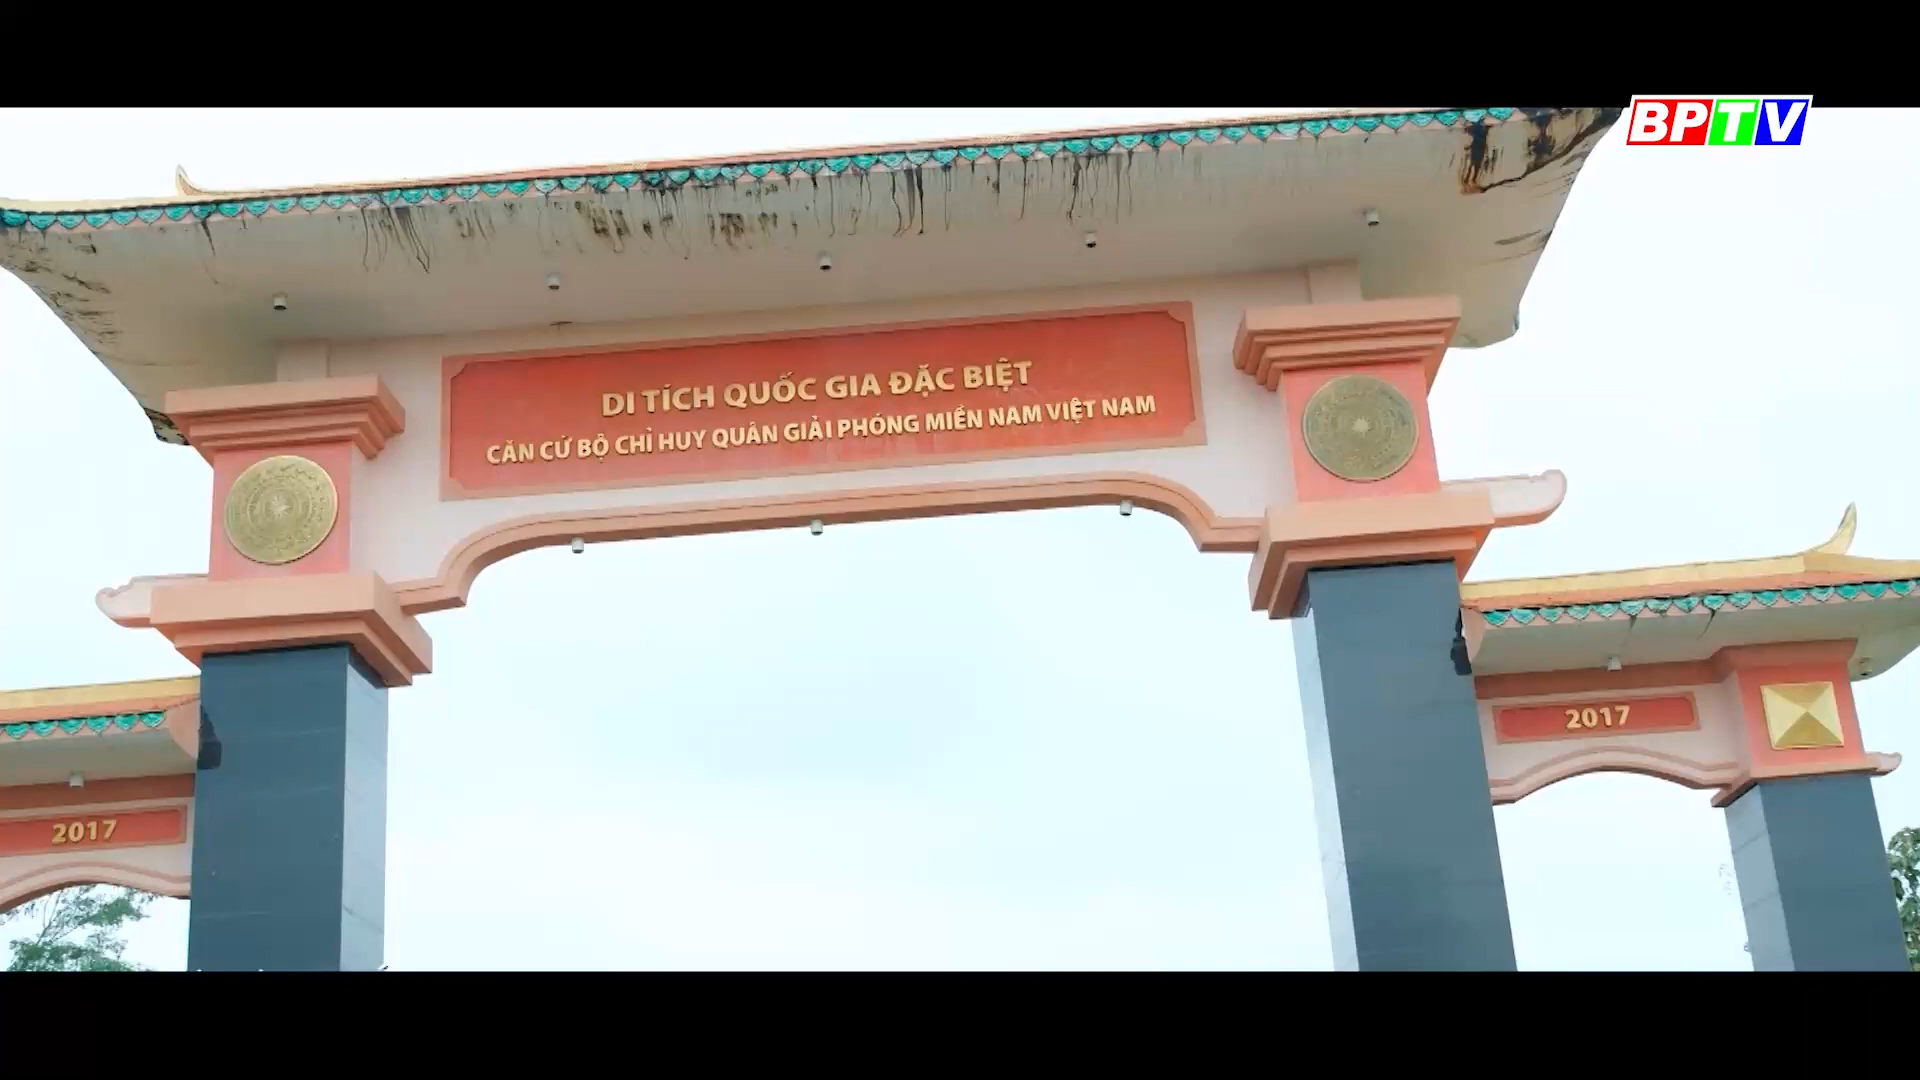 BPTV
DI TÍCH QUỐC GIA ĐẶC BIỆT
CĂN CỨ BỘ CHỈ HUY QUÂN GIẢI PHÓNG MIỀN NAM VIỆT NAM
2017
2017